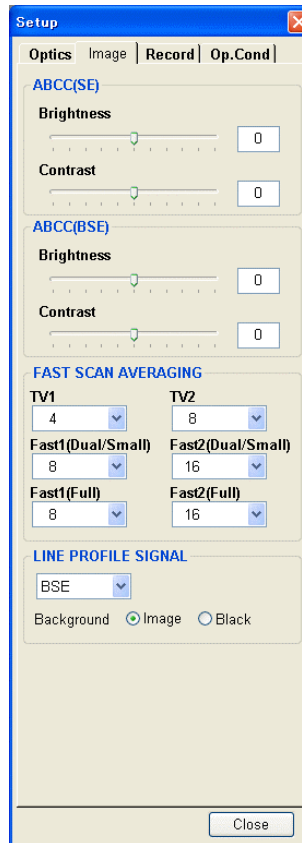 Setup
Optics Image Record Op.Cond
ABCC(SE)
Brightness
0
Contrast
0
ABCC(BSE)
Brightness
0
Contrast
0
FAST SCAN AVERAGING
TV1 TV2
4 8
Fast1(Dual/Small) Fast2(Dual/Small)
8 16
Fast1(Full) Fast2(Full)
8 16
LINE PROFILE SIGNAL
BSE
Background Image Black
Close